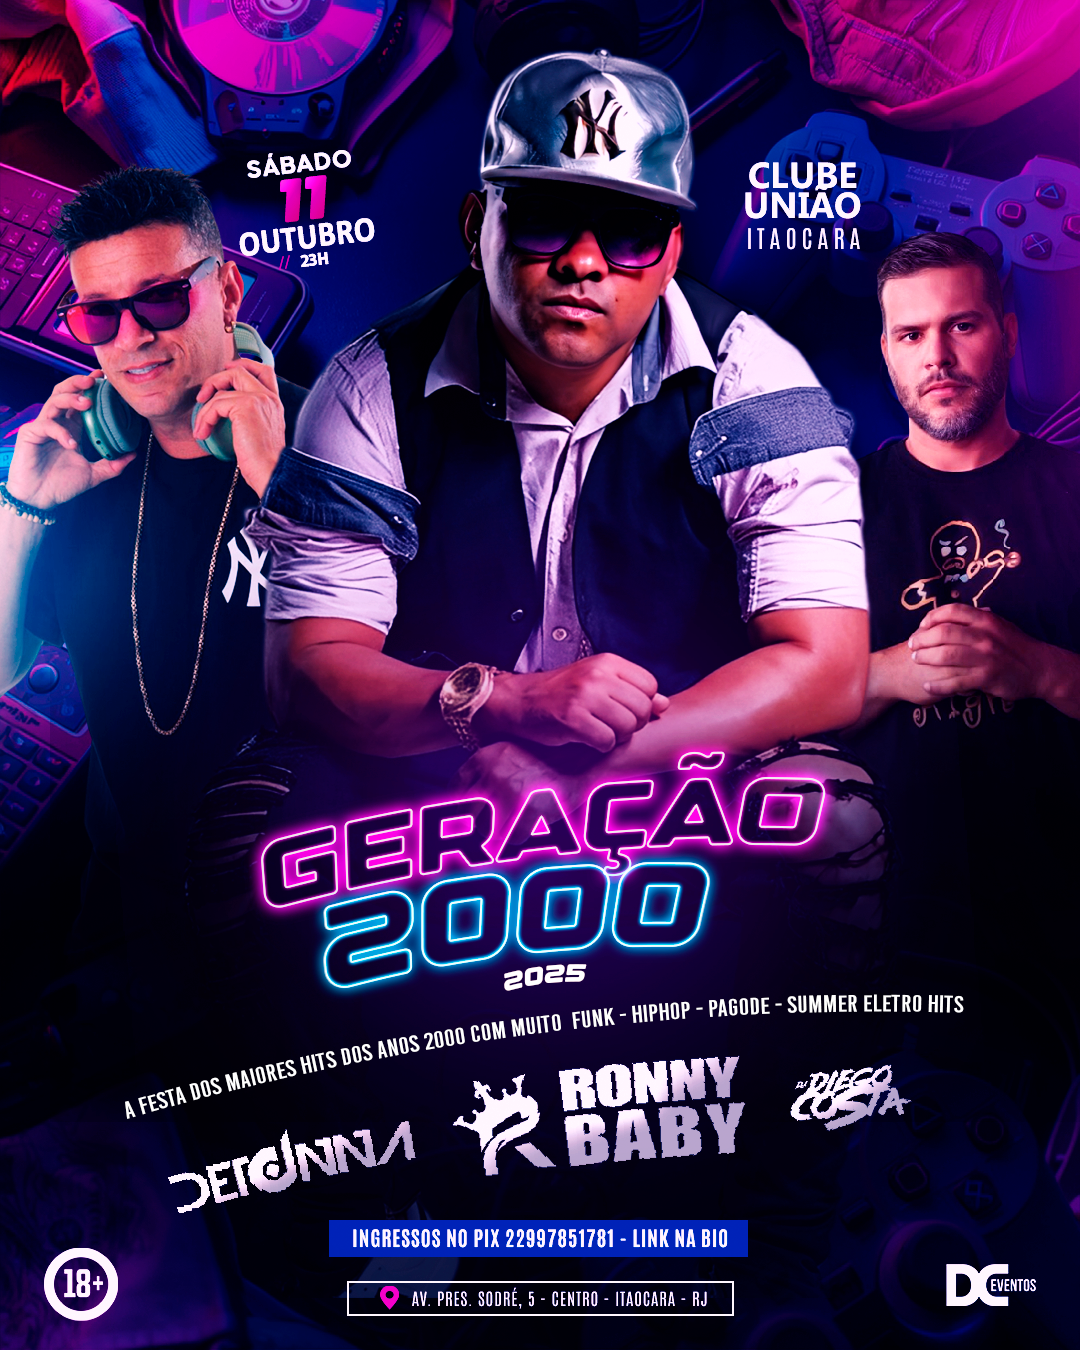 SÁBADO
11
OUTUBRO
// 23H
CLUBE
UNIÃO
ITAOCARA
NY
NY
GERAÇÃO
2000
2025
A FESTA DOS MAIORES HITS DOS ANOS 2000 COM MUITO FUNK - HIPHOP - PAGODE - SUMMER ELETRO HITS
DETONNA
RONNY
BABY
DJ DIEGO
COSTA
INGRESSOS NO PIX 22997851781 - LINK NA BIO
18+
AV. PRES. SODRÉ, 5 - CENTRO - ITAOCARA - RJ
DC EVENTOS